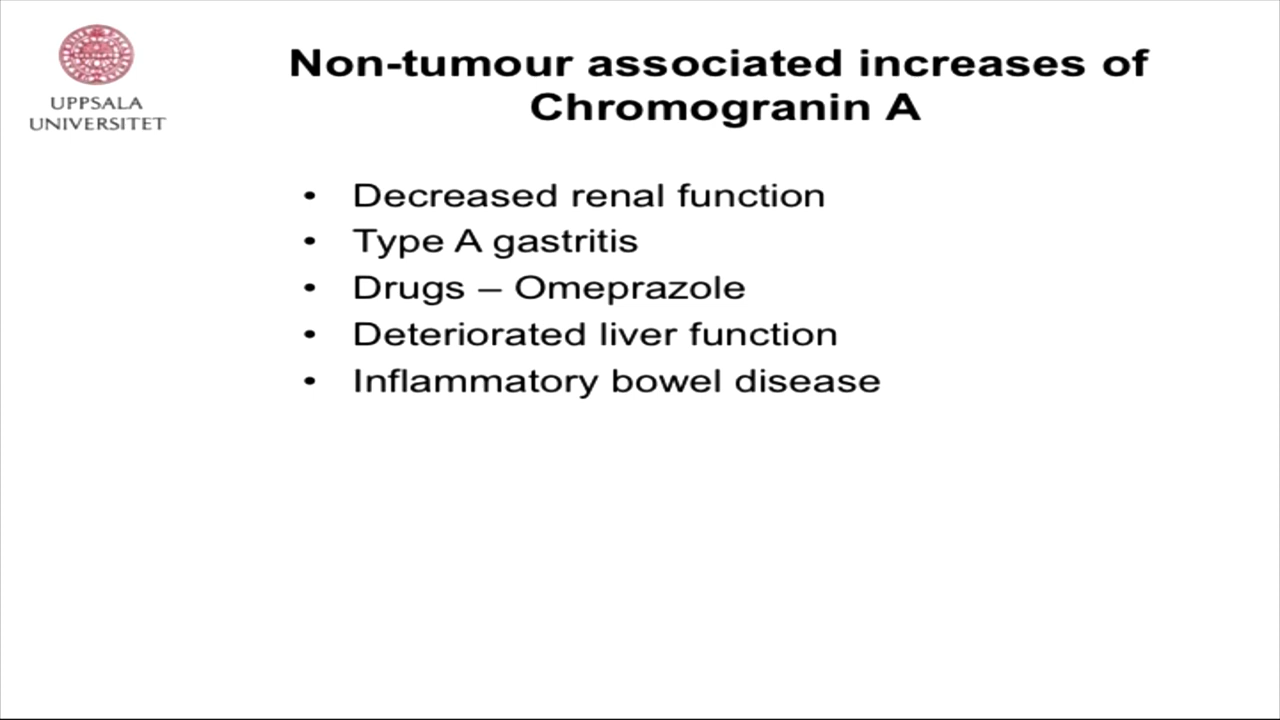 UPPSALA
UNIVERSITET
Non-tumour associated increases of
Chromogranin A
• Decreased renal function
• Type A gastritis
• Drugs – Omeprazole
• Deteriorated liver function
• Inflammatory bowel disease